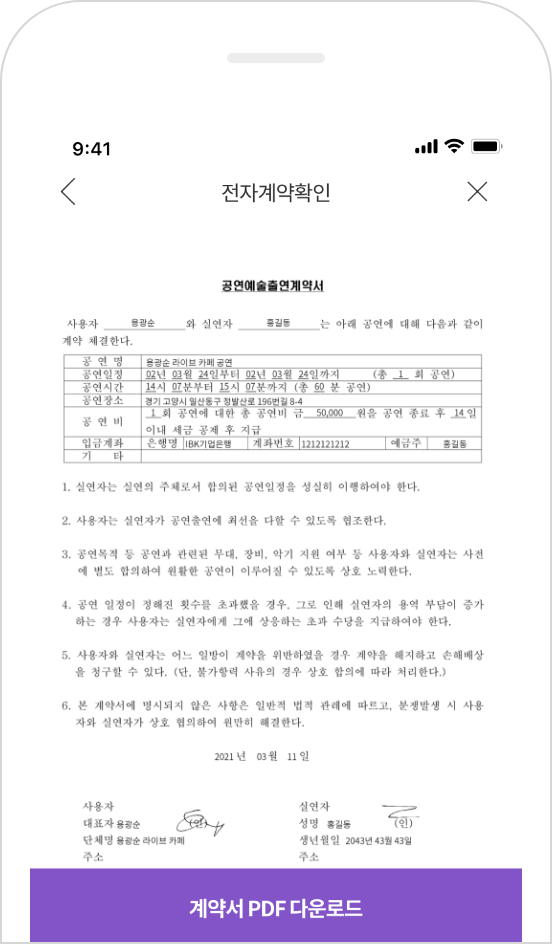 9:41
전자계약확인
공연예술출연계약서
사용자 용광순 와 실연자 홍길동 는 아래 공연에 대해 다음과 같이
계약 체결한다.
공 연 명 용광순 라이브 카페 공연
공연일정 02년 03월 24일부터 02년 03월 24일까지 (총 1 회 공연)
공연시간 14시 07분부터 15시 07분까지 (총 60 분 공연)
공연장소 경기 고양시 일산동구 정발산로 196번길 8-4
공 연 비 1 회 공연에 대한 총 공연비 금 50,000 원을 공연 종료 후 14 일
이내 세금 공제 후 지급
입금계좌 은행명 IBK기업은행 계좌번호 1212121212 예금주 홍길동
기 타
1. 실연자는 실연의 주체로서 합의된 공연일정을 성실히 이행하여야 한다.
2. 사용자는 실연자가 공연출연에 최선을 다할 수 있도록 협조한다.
3. 공연목적 등 공연과 관련된 무대, 장비, 악기 지원 여부 등 사용자와 실연자는 사전
에 별도 합의하여 원활한 공연이 이루어질 수 있도록 상호 노력한다.
4. 공연 일정이 정해진 횟수를 초과했을 경우, 그로 인해 실연자의 용역 부담이 증가
하는 경우 사용자는 실연자에게 그에 상응하는 초과 수당을 지급하여야 한다.
5. 사용자와 실연자는 어느 일방이 계약을 위반하였을 경우 계약을 해지하고 손해배상
을 청구할 수 있다. (단, 불가항력 사유의 경우 상호 합의에 따라 처리한다.)
6. 본 계약서에 명시되지 않은 사항은 일반적 법적 관례에 따르고, 분쟁발생 시 사용
자와 실연자가 상호 협의하여 원만히 해결한다.
2021 년 03 월 11 일
사용자 실연자
대표자 용광순 (인) 성명 홍길동 (인)
단체명 용광순 라이브 카페 생년월일 2043년 43월 43일
주소 주소
계약서 PDF 다운로드